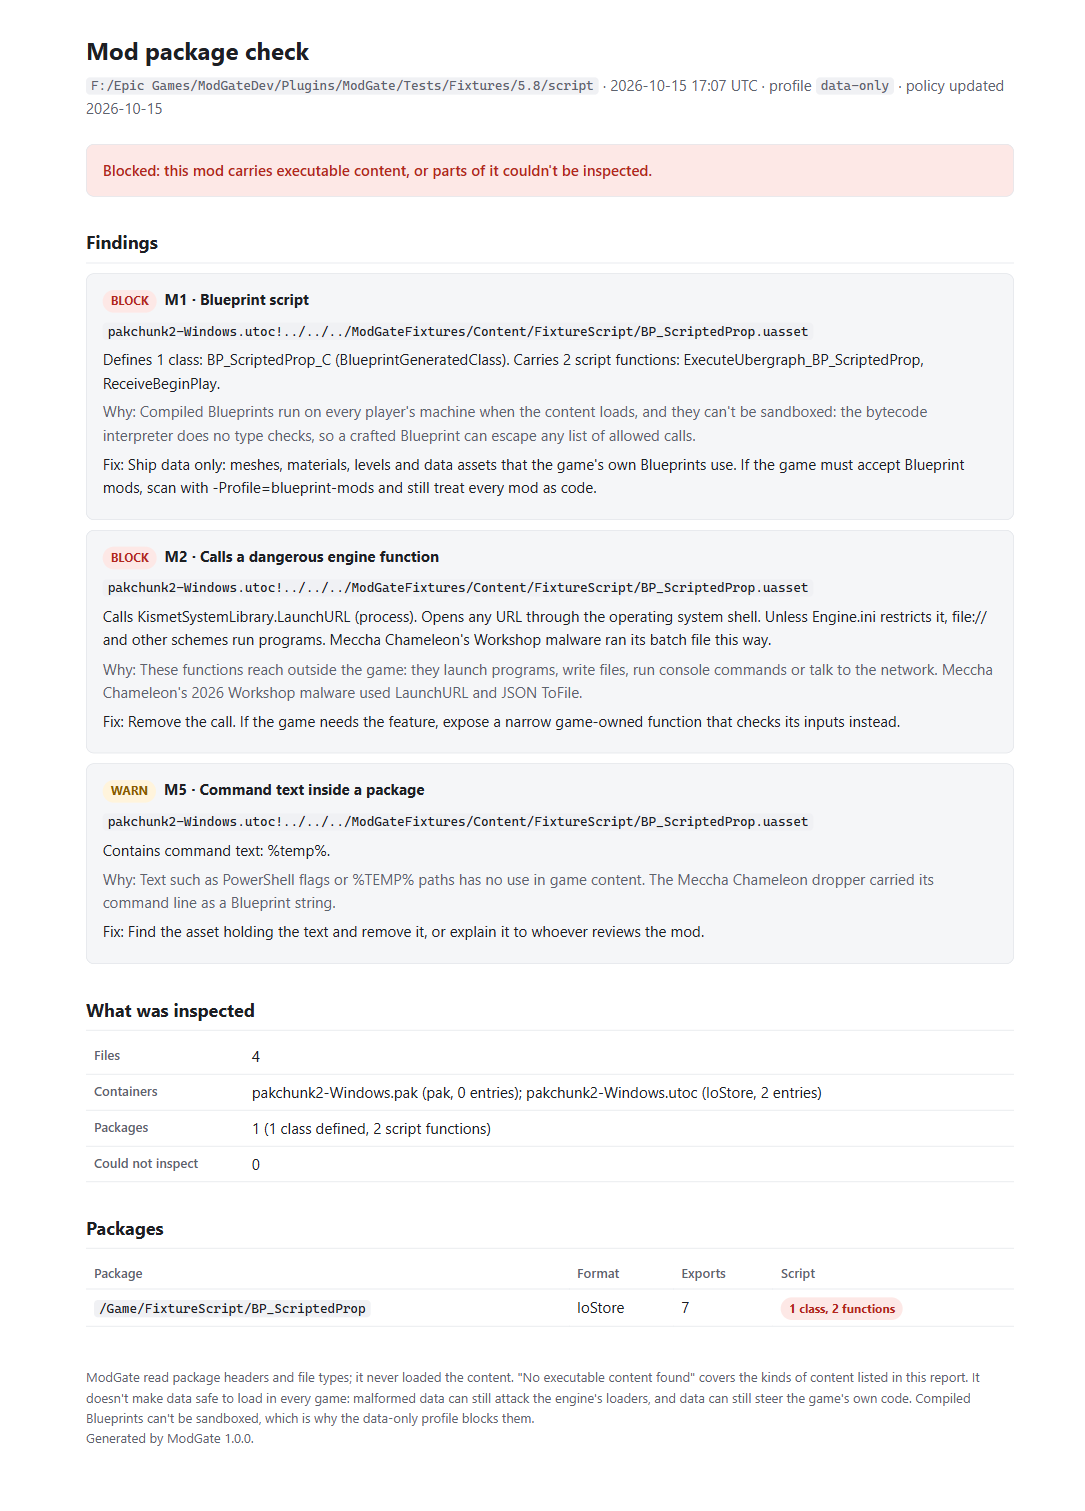 Mod package check
F:/Epic Games/ModGateDev/Plugins/ModGate/Tests/Fixtures/5.8/script · 2026-10-15 17:07 UTC · profile data-only · policy updated
2026-10-15
Blocked: this mod carries executable content, or parts of it couldn't be inspected.
Findings
BLOCK M1 · Blueprint script
pakchunk2-Windows.utoc!../../../ModGateFixtures/Content/FixtureScript/BP_ScriptedProp.uasset
Defines 1 class: BP_ScriptedProp_C (BlueprintGeneratedClass). Carries 2 script functions: ExecuteUbergraph_BP_ScriptedProp,
ReceiveBeginPlay.
Why: Compiled Blueprints run on every player's machine when the content loads, and they can't be sandboxed: the bytecode
interpreter does no type checks, so a crafted Blueprint can escape any list of allowed calls.
Fix: Ship data only: meshes, materials, levels and data assets that the game's own Blueprints use. If the game must accept Blueprint
mods, scan with -Profile=blueprint-mods and still treat every mod as code.
BLOCK M2 · Calls a dangerous engine function
pakchunk2-Windows.utoc!../../../ModGateFixtures/Content/FixtureScript/BP_ScriptedProp.uasset
Calls KismetSystemLibrary.LaunchURL (process). Opens any URL through the operating system shell. Unless Engine.ini restricts it, file://
and other schemes run programs. Meccha Chameleon's Workshop malware ran its batch file this way.
Why: These functions reach outside the game: they launch programs, write files, run console commands or talk to the network. Meccha
Chameleon's 2026 Workshop malware used LaunchURL and JSON ToFile.
Fix: Remove the call. If the game needs the feature, expose a narrow game-owned function that checks its inputs instead.
WARN M5 · Command text inside a package
pakchunk2-Windows.utoc!../../../ModGateFixtures/Content/FixtureScript/BP_ScriptedProp.uasset
Contains command text: %temp%.
Why: Text such as PowerShell flags or %TEMP% paths has no use in game content. The Meccha Chameleon dropper carried its
command line as a Blueprint string.
Fix: Find the asset holding the text and remove it, or explain it to whoever reviews the mod.
What was inspected
Files 4
Containers pakchunk2-Windows.pak (pak, 0 entries); pakchunk2-Windows.utoc (IoStore, 2 entries)
Packages 1 (1 class defined, 2 script functions)
Could not inspect 0
Packages
Package Format Exports Script
/Game/FixtureScript/BP_ScriptedProp IoStore 7 1 class, 2 functions
ModGate read package headers and file types; it never loaded the content. "No executable content found" covers the kinds of content listed in this report. It
doesn't make data safe to load in every game: malformed data can still attack the engine's loaders, and data can still steer the game's own code. Compiled
Blueprints can't be sandboxed, which is why the data-only profile blocks them.
Generated by ModGate 1.0.0.